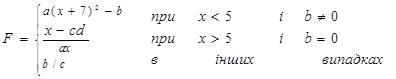 a(x + 7)² − b при x < 5 і b ≠ 0
F = { x − cd / ax при x > 5 і b = 0
b / c в інших випадках